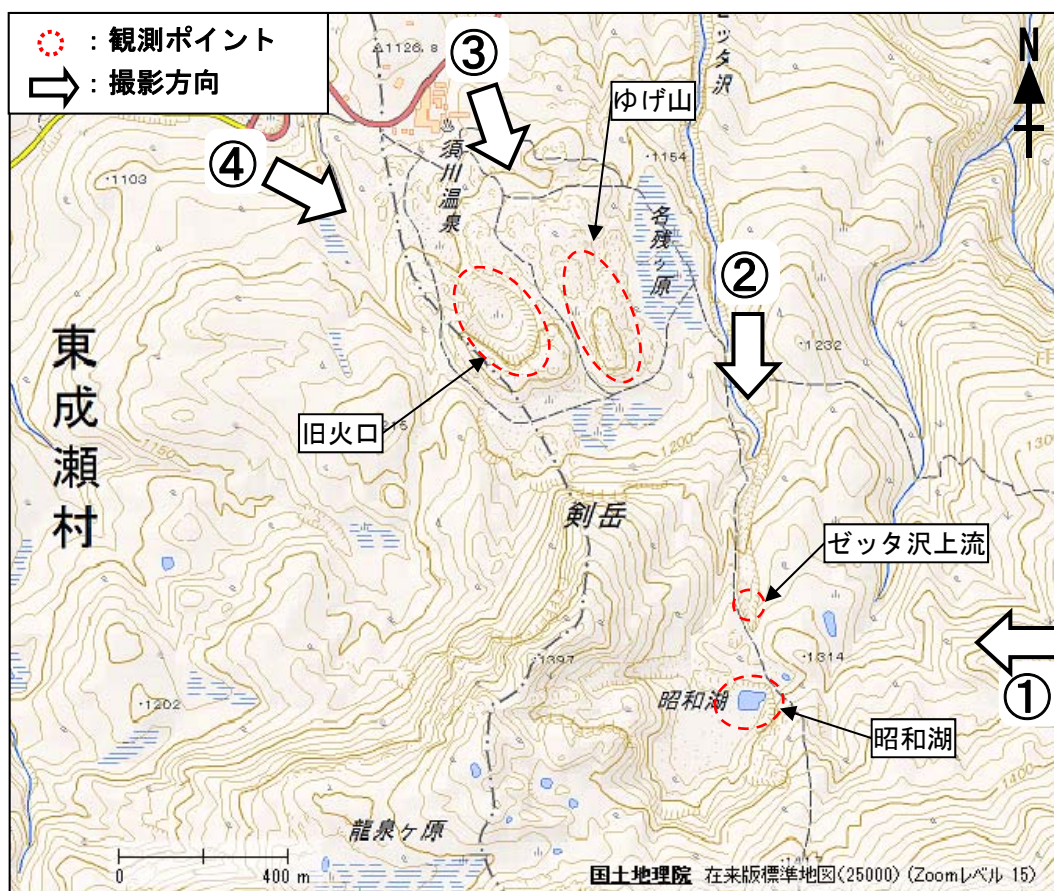 ：観測ポイント
：撮影方向
N
1126.8
③
ゆげ山
ゼッタ沢
④
須川温泉
・1154
・1103
名残ヶ原
②
・1232
東成瀬村
旧火口
1150
1200
剣岳
ゼッタ沢上流
・1397
・1314
①
昭和湖
昭和湖
・1202
1400
龍泉ヶ原
0 400 m
国土地理院 在来版標準地図(25000) (Zoomレベル 15)